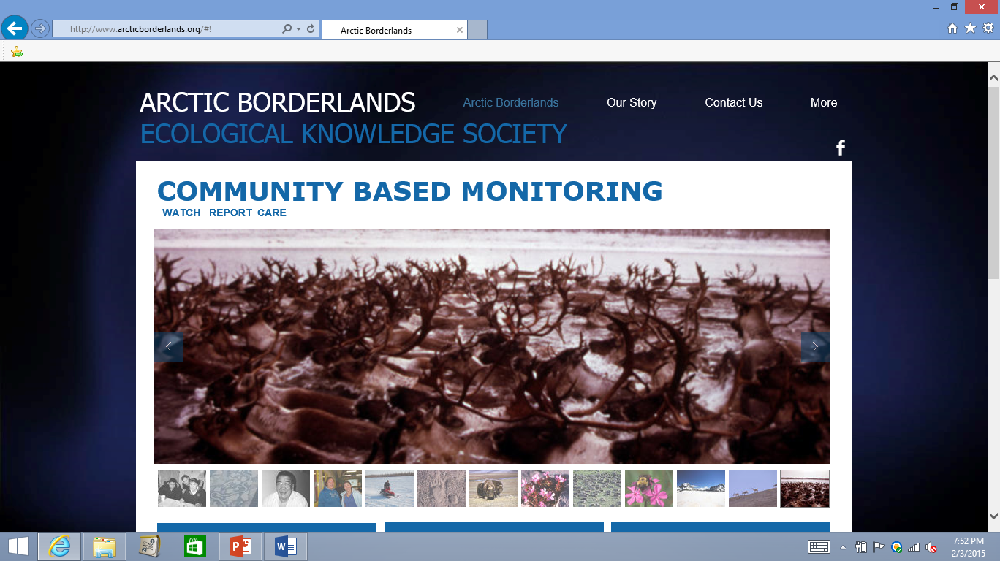 http://www.arcticborderlands.org/#!
Arctic Borderlands
ARCTIC BORDERLANDS
Arctic Borderlands
Our Story
Contact Us
More
ECOLOGICAL KNOWLEDGE SOCIETY
f
COMMUNITY BASED MONITORING
WATCH REPORT CARE
7:52 PM
2/3/2015